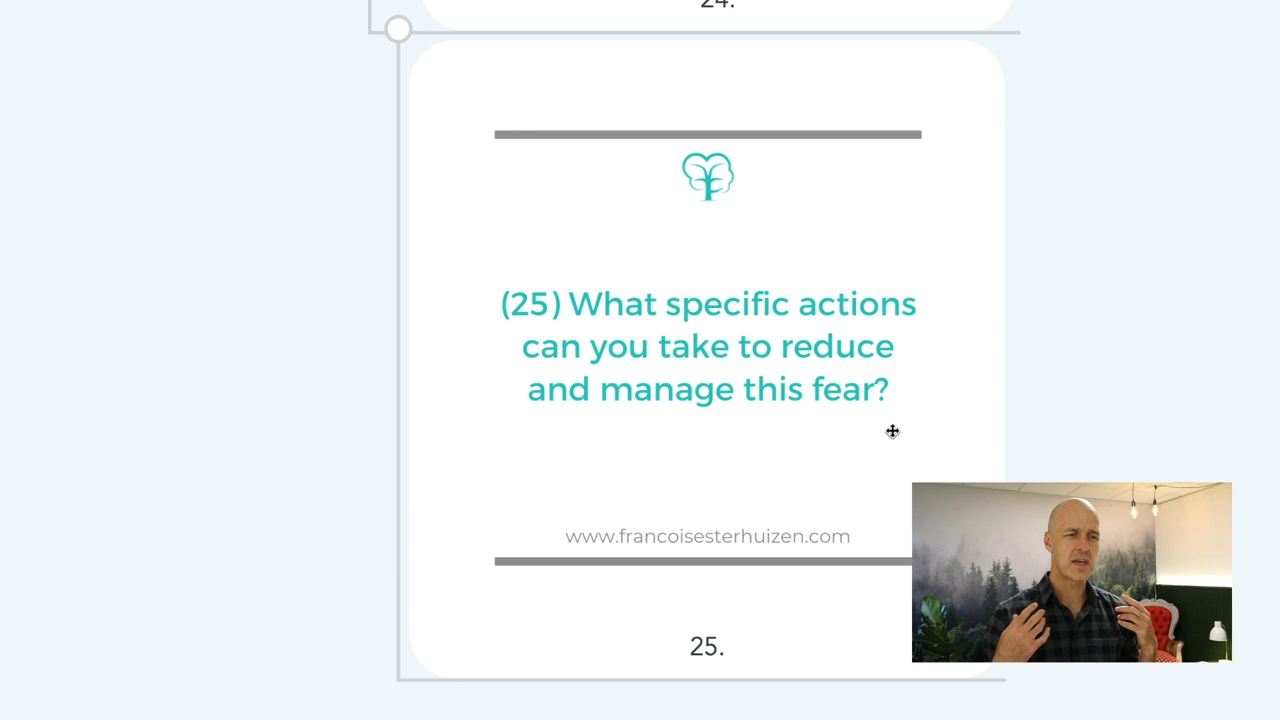 24.
(25) What specific actions
can you take to reduce
and manage this fear?
www.francoisesterhuizen.com
25.